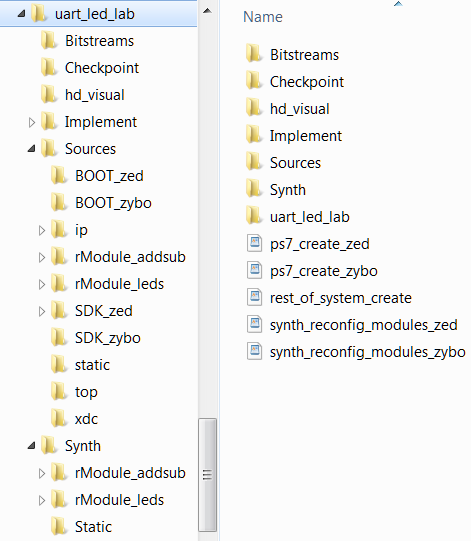 uart_led_lab
Bitstreams
Checkpoint
hd_visual
Implement
Sources
BOOT_zed
BOOT_zybo
ip
rModule_addsub
rModule_leds
SDK_zed
SDK_zybo
static
top
xdc
Synth
rModule_addsub
rModule_leds
Static
Name
Bitstreams
Checkpoint
hd_visual
Implement
Sources
Synth
uart_led_lab
ps7_create_zed
ps7_create_zybo
rest_of_system_create
synth_reconfig_modules_zed
synth_reconfig_modules_zybo